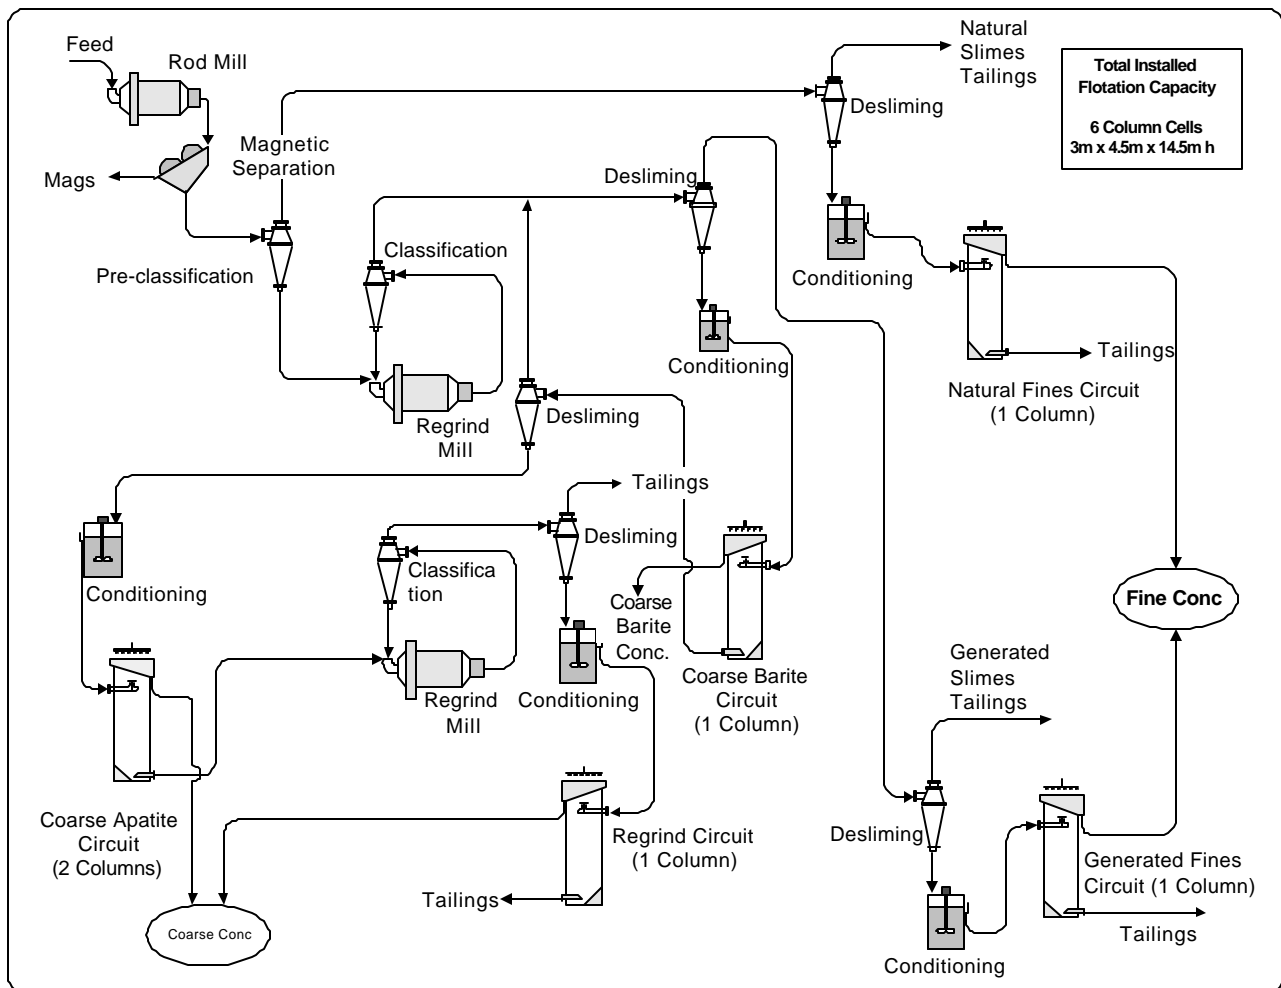 Feed
Rod Mill
Mags
Magnetic
Separation
Pre-classification
Classification
Regrind
Mill
Desliming
Desliming
Conditioning
Natural
Slimes
Tailings
Desliming
Total Installed
Flotation Capacity
6 Column Cells
3m x 4.5m x 14.5m h
Conditioning
Tailings
Natural Fines Circuit
(1 Column)
Conditioning
Classifica
tion
Regrind
Mill
Tailings
Desliming
Conditioning
Coarse
Barite
Conc.
Coarse Barite
Circuit
(1 Column)
Fine Conc
Coarse Apatite
Circuit
(2 Columns)
Coarse Conc
Regrind Circuit
(1 Column)
Tailings
Generated
Slimes
Tailings
Desliming
Conditioning
Generated Fines
Circuit (1 Column)
Tailings